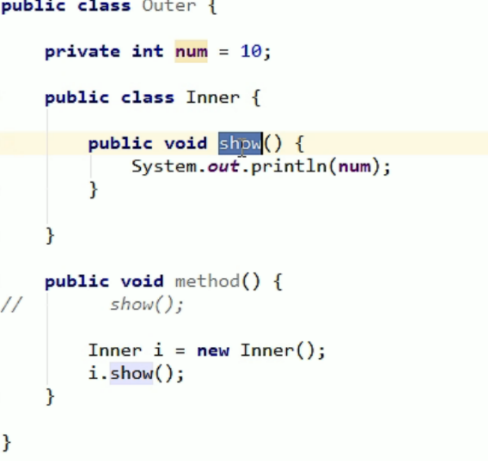 public class Outer {
    private int num = 10;
    public class Inner {
        public void show() {
            System.out.println(num);
        }
    }
    public void method() {
//        show();
        Inner i = new Inner();
        i.show();
    }
}